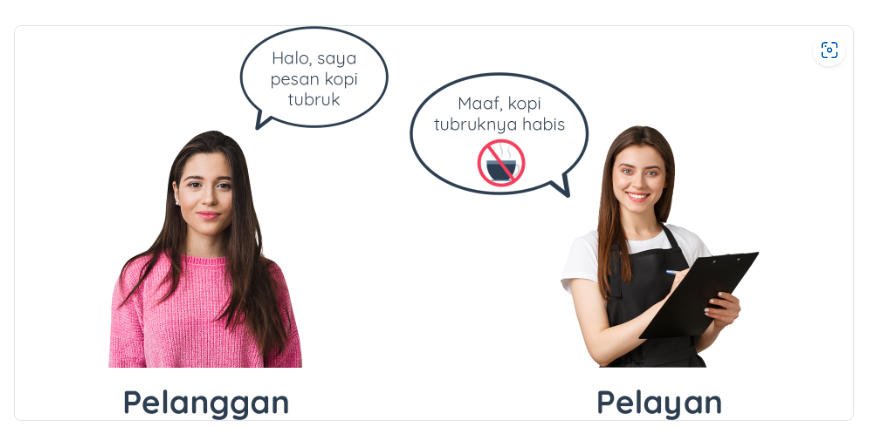 Halo, saya
pesan kopi
tubruk
Maaf, kopi
tubruknya habis
Pelanggan
Pelayan